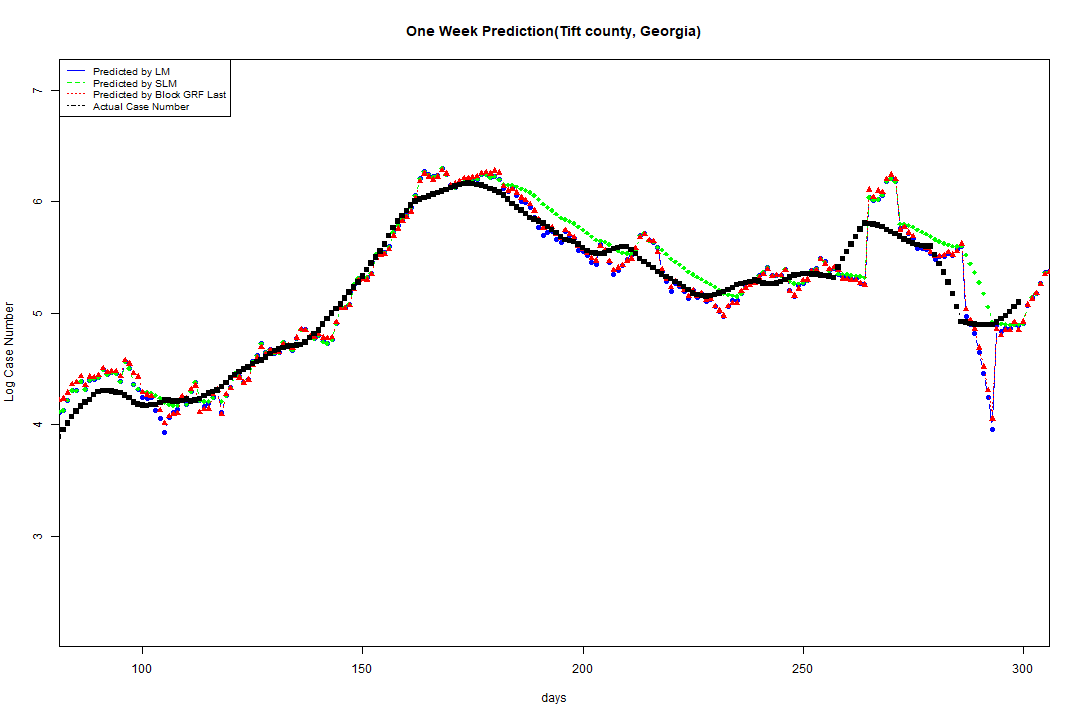 One Week Prediction(Tift county, Georgia)
Predicted by LM
Predicted by SLM
Predicted by Block GRF Last
Actual Case Number
7
6
5
4
3
Log Case Number
100 150 200 250 300
days